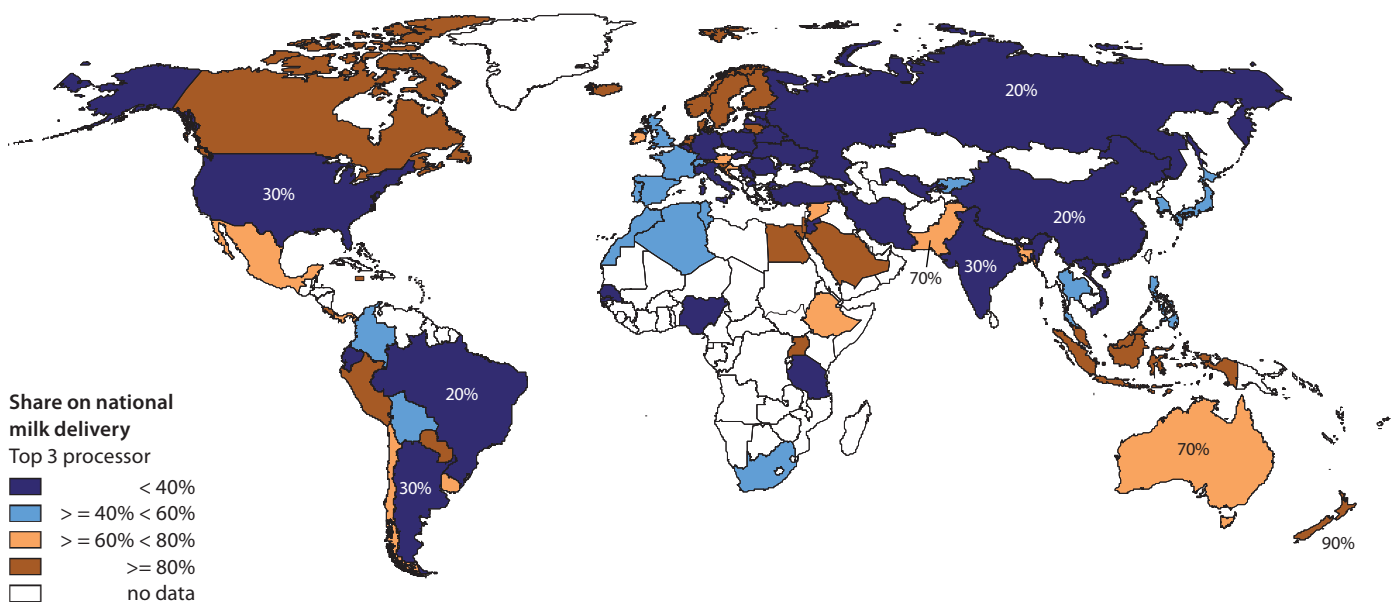 20%
30%
20%
30%
70%
20%
30%
70%
90%
Share on national
milk delivery
Top 3 processor
< 40%
> = 40% < 60%
> = 60% < 80%
>= 80%
no data